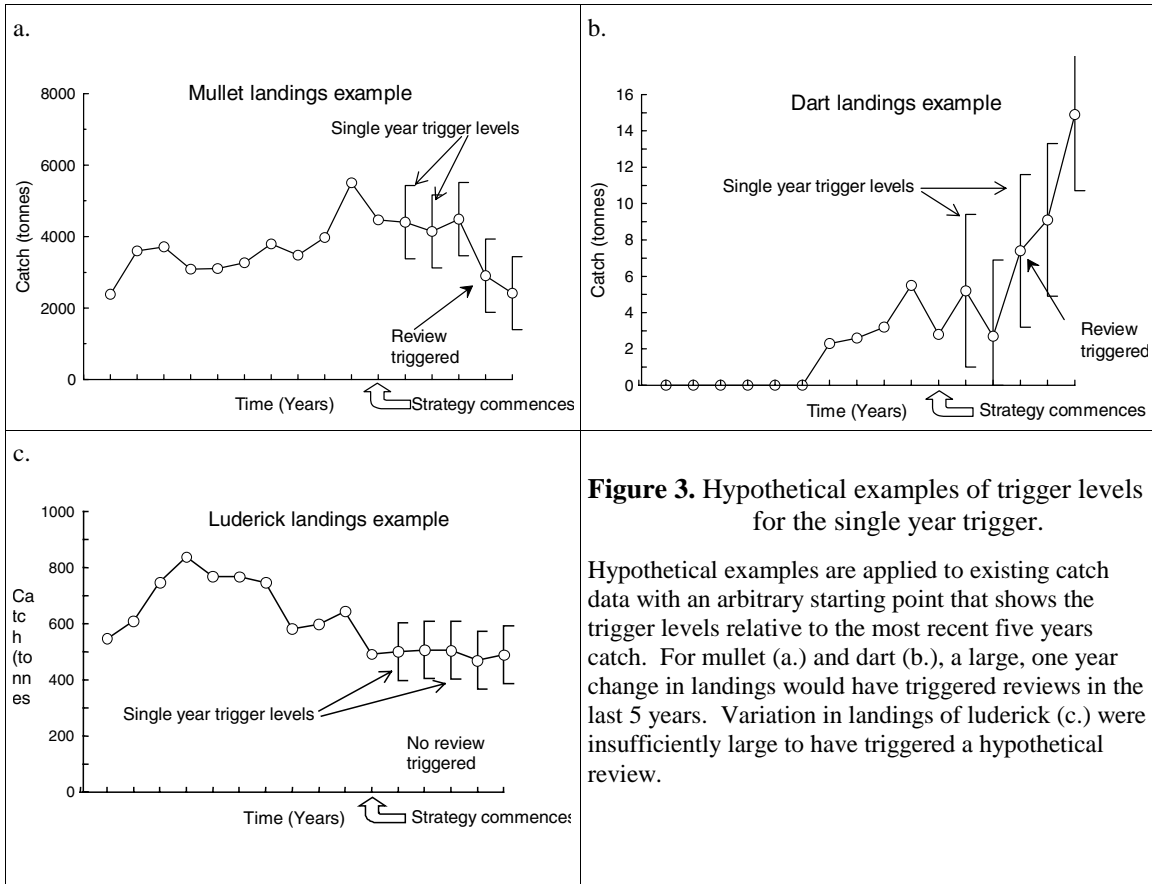 a.
Mullet landings example
Single year trigger levels
8000
6000
4000
2000
0
Catch (tonnes)
Review
triggered
Time (Years)
Strategy commences
b.
Dart landings example
Single year trigger levels
16
14
12
10
8
6
4
2
0
Catch (tonnes)
Review
triggered
Time (Years)
Strategy commences
c.
Luderick landings example
1000
800
600
400
200
0
Ca
tc
h
(to
nn
es
Single year trigger levels
No review
triggered
Time (Years)
Strategy commences
Figure 3. Hypothetical examples of trigger levels
for the single year trigger.
Hypothetical examples are applied to existing catch
data with an arbitrary starting point that shows the
trigger levels relative to the most recent five years
catch. For mullet (a.) and dart (b.), a large, one year
change in landings would have triggered reviews in the
last 5 years. Variation in landings of luderick (c.) were
insufficiently large to have triggered a hypothetical
review.